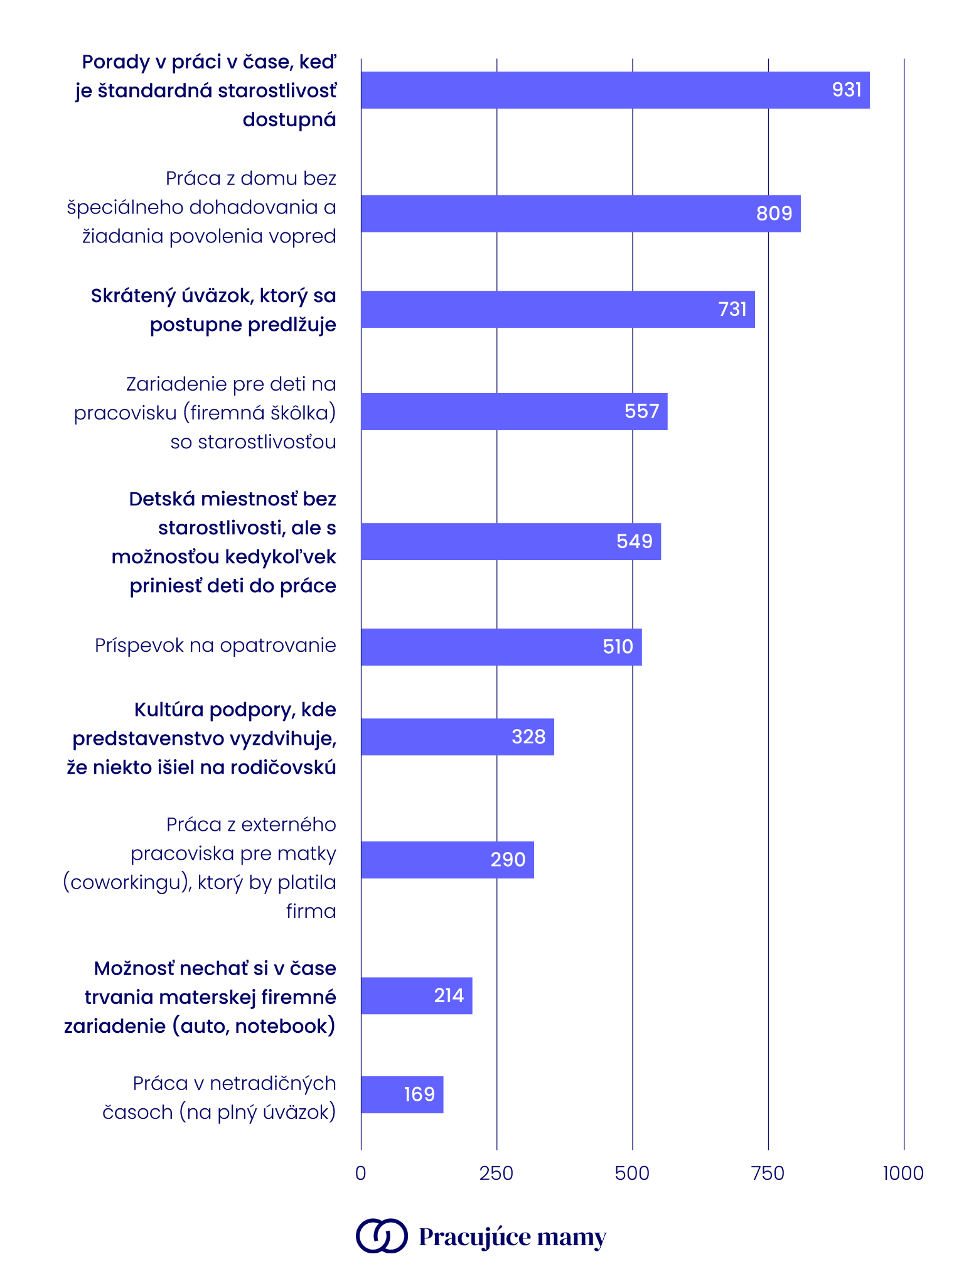 Porady v práci v čase, keď
je štandardná starostlivosť
dostupná
931
Práca z domu bez
špeciálneho dohadovania a
žiadania povolenia vopred
809
Skrátený úväzok, ktorý sa
postupne predlžuje
731
Zariadenie pre deti na
pracovisku (firemná škôlka)
so starostlivosťou
557
Detská miestnosť bez
starostlivosti, ale s
možnosťou kedykoľvek
priniesť deti do práce
549
Príspevok na opatrovanie
510
Kultúra podpory, kde
predstavenstvo vyzdvihuje,
že niekto išiel na rodičovskú
328
Práca z externého
pracoviska pre matky
(coworkingu), ktorý by platila
firma
290
Možnosť nechať si v čase
trvania materskej firemné
zariadenie (auto, notebook)
214
Práca v netradičných
časoch (na plný úväzok)
169
0 250 500 750 1000
Pracujúce mamy